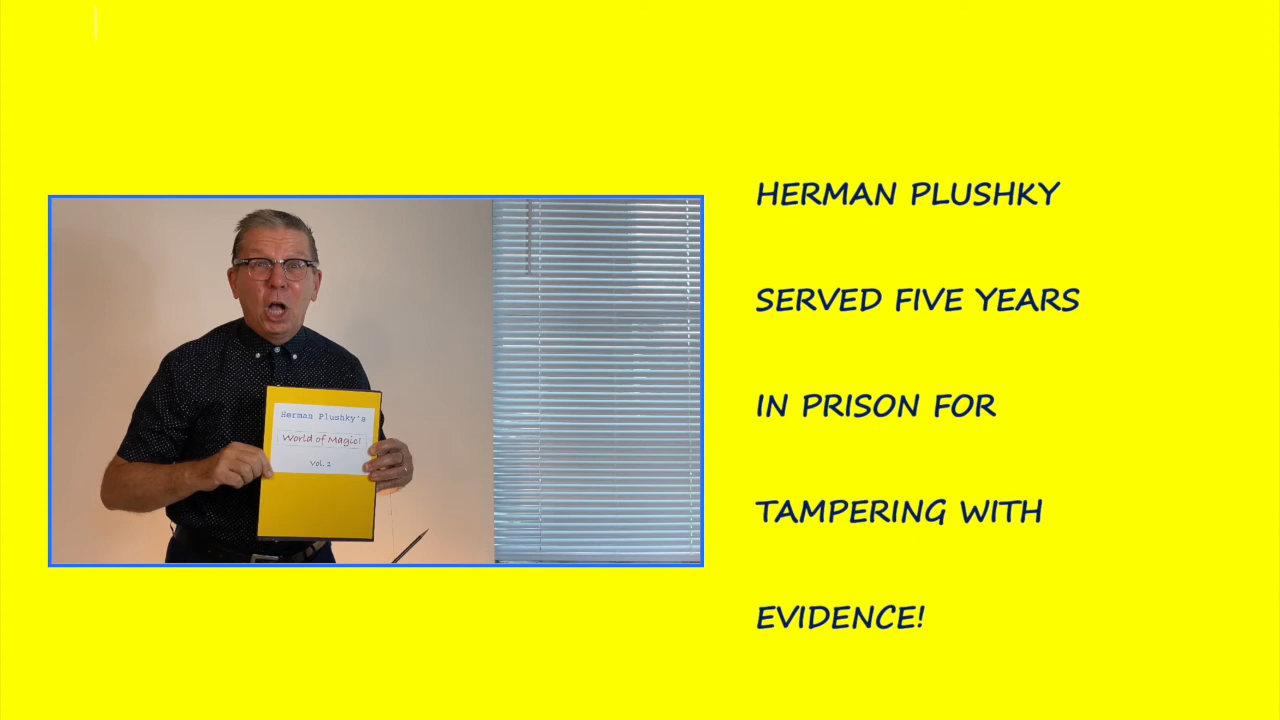 Herman Plushky's
World of Magic!
Vol. 1
HERMAN PLUSHKY
SERVED FIVE YEARS
IN PRISON FOR
TAMPERING WITH
EVIDENCE!